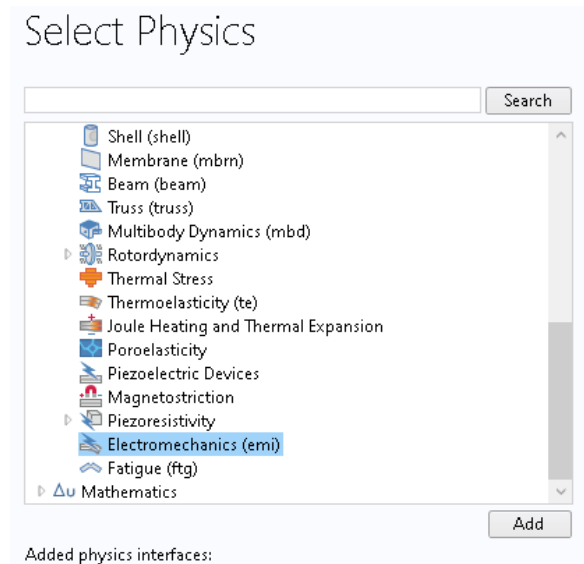 Select Physics
Search
Shell (shell)
Membrane (mbrn)
Beam (beam)
Truss (truss)
Multibody Dynamics (mbd)
Rotordynamics
Thermal Stress
Thermoelasticity (te)
Joule Heating and Thermal Expansion
Poroelasticity
Piezoelectric Devices
Magnetostriction
Piezoresistivity
Electromechanics (emi)
Fatigue (ftg)
Δu Mathematics
Add
Added physics interfaces: